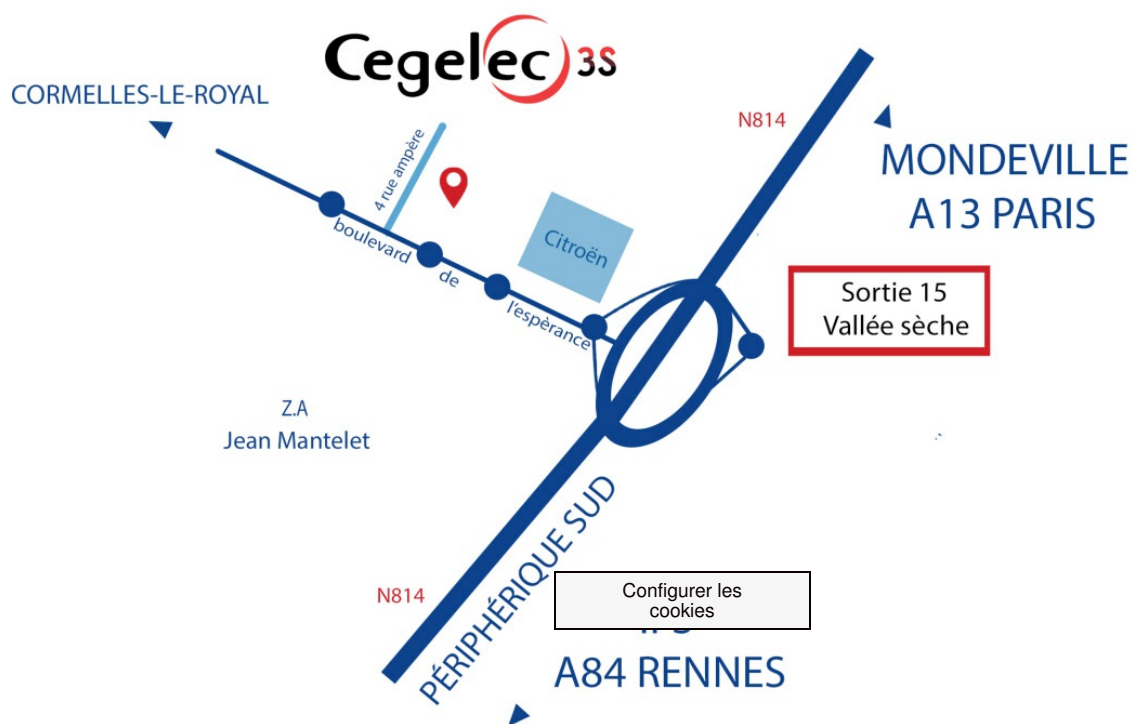 Cegelec 3S
CORMELLES-LE-ROYAL
N814
MONDEVILLE
A13 PARIS
4 rue ampère
Citroën
boulevard de l'espèrance
Sortie 15
Vallée sèche
Z.A
Jean Mantelet
PÉRIPHÉRIQUE SUD
N814
Configurer les
cookies
A84 RENNES